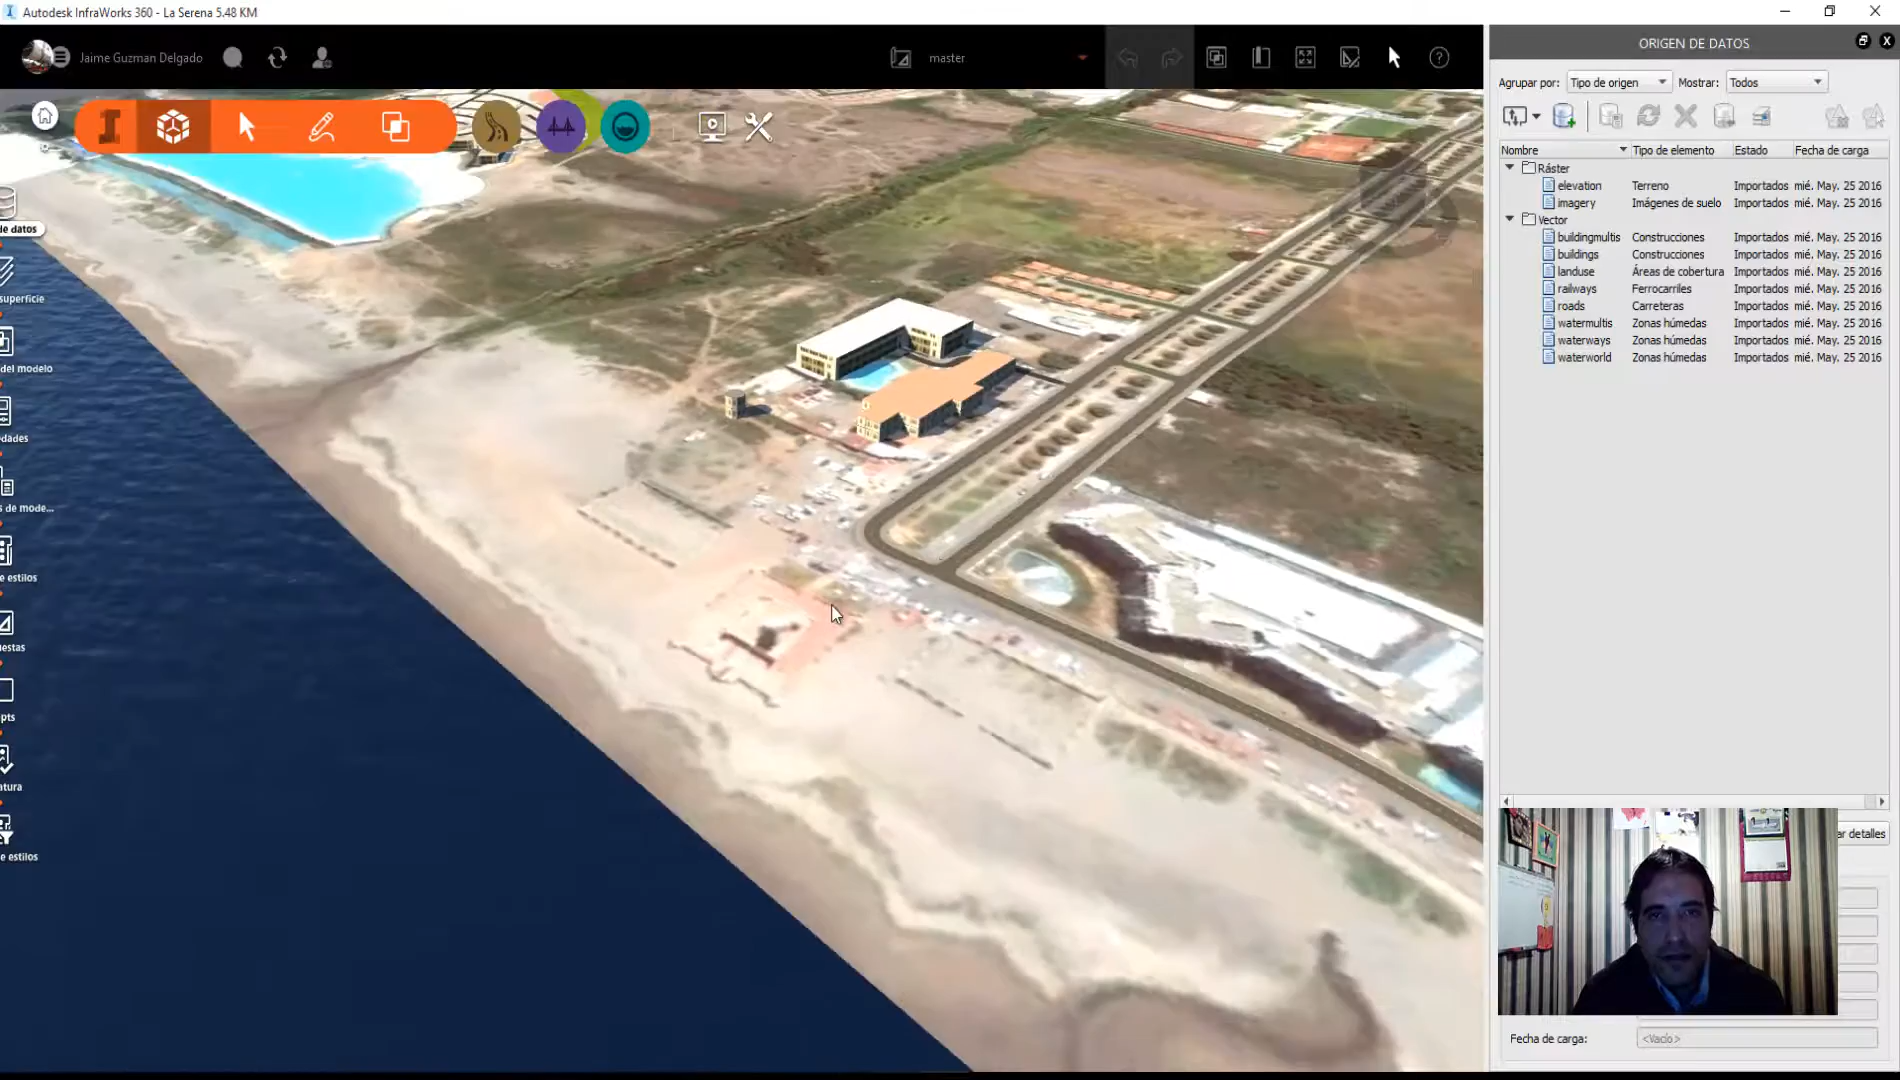 Autodesk InfraWorks 360 - La Serena 5.48 KM
Jaime Guzman Delgado
master
de datos
superficie
del modelo
dades
s de mode...
e estilos
uestas
pts
atura
e estilos
ORIGEN DE DATOS
Agrupar por: Tipo de origen Mostrar: Todos
Nombre Tipo de elemento Estado Fecha de carga
Ráster
elevation Terreno Importados mié. May. 25 2016
imagery Imágenes de suelo Importados mié. May. 25 2016
Vector
buildingmultis Construcciones Importados mié. May. 25 2016
buildings Construcciones Importados mié. May. 25 2016
landuse Áreas de cobertura Importados mié. May. 25 2016
railways Ferrocarriles Importados mié. May. 25 2016
roads Carreteras Importados mié. May. 25 2016
watermultis Zonas húmedas Importados mié. May. 25 2016
waterways Zonas húmedas Importados mié. May. 25 2016
waterworld Zonas húmedas Importados mié. May. 25 2016
ar detalles
Fecha de carga: <Vacío>